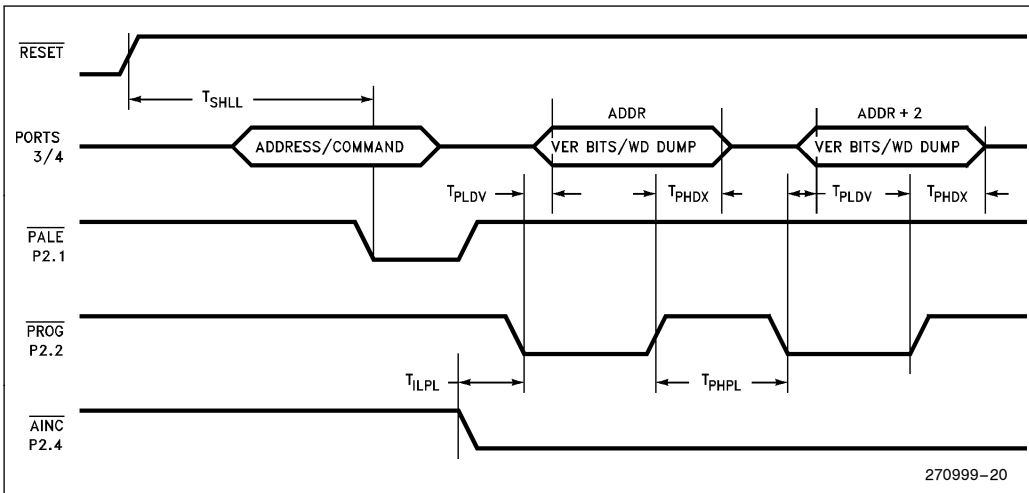 RESET
T_SHLL
ADDR
ADDR + 2
PORTS
3/4
ADDRESS/COMMAND
VER BITS/WD DUMP
VER BITS/WD DUMP
T_PLDV
T_PHDX
T_PLDV
T_PHDX
PALE
P2.1
PROG
P2.2
T_ILPL
T_PHPL
AINC
P2.4
270999-20